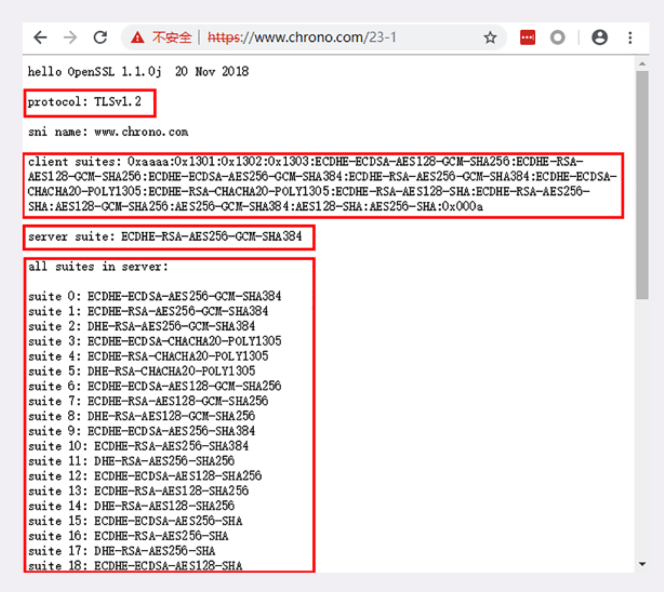 不安全 | https://www.chrono.com/23-1
hello OpenSSL 1.1.0j  20 Nov 2018
protocol: TLSv1.2
sni name: www.chrono.com
client suites: 0xaaaa:0x1301:0x1302:0x1303:ECDHE-ECDSA-AES128-GCM-SHA256:ECDHE-RSA-
AES128-GCM-SHA256:ECDHE-ECDSA-AES256-GCM-SHA384:ECDHE-RSA-AES256-GCM-SHA384:ECDHE-ECDSA-
CHACHA20-POLY1305:ECDHE-RSA-CHACHA20-POLY1305:ECDHE-RSA-AES128-SHA:ECDHE-RSA-AES256-
SHA:AES128-GCM-SHA256:AES256-GCM-SHA384:AES128-SHA:AES256-SHA:0x000a
server suite: ECDHE-RSA-AES256-GCM-SHA384
all suites in server:
suite 0: ECDHE-ECDSA-AES256-GCM-SHA384
suite 1: ECDHE-RSA-AES256-GCM-SHA384
suite 2: DHE-RSA-AES256-GCM-SHA384
suite 3: ECDHE-ECDSA-CHACHA20-POLY1305
suite 4: ECDHE-RSA-CHACHA20-POLY1305
suite 5: DHE-RSA-CHACHA20-POLY1305
suite 6: ECDHE-ECDSA-AES128-GCM-SHA256
suite 7: ECDHE-RSA-AES128-GCM-SHA256
suite 8: DHE-RSA-AES128-GCM-SHA256
suite 9: ECDHE-ECDSA-AES256-SHA384
suite 10: ECDHE-RSA-AES256-SHA384
suite 11: DHE-RSA-AES256-SHA256
suite 12: ECDHE-ECDSA-AES128-SHA256
suite 13: ECDHE-RSA-AES128-SHA256
suite 14: DHE-RSA-AES128-SHA256
suite 15: ECDHE-ECDSA-AES256-SHA
suite 16: ECDHE-RSA-AES256-SHA
suite 17: DHE-RSA-AES256-SHA
suite 18: ECDHE-ECDSA-AES128-SHA